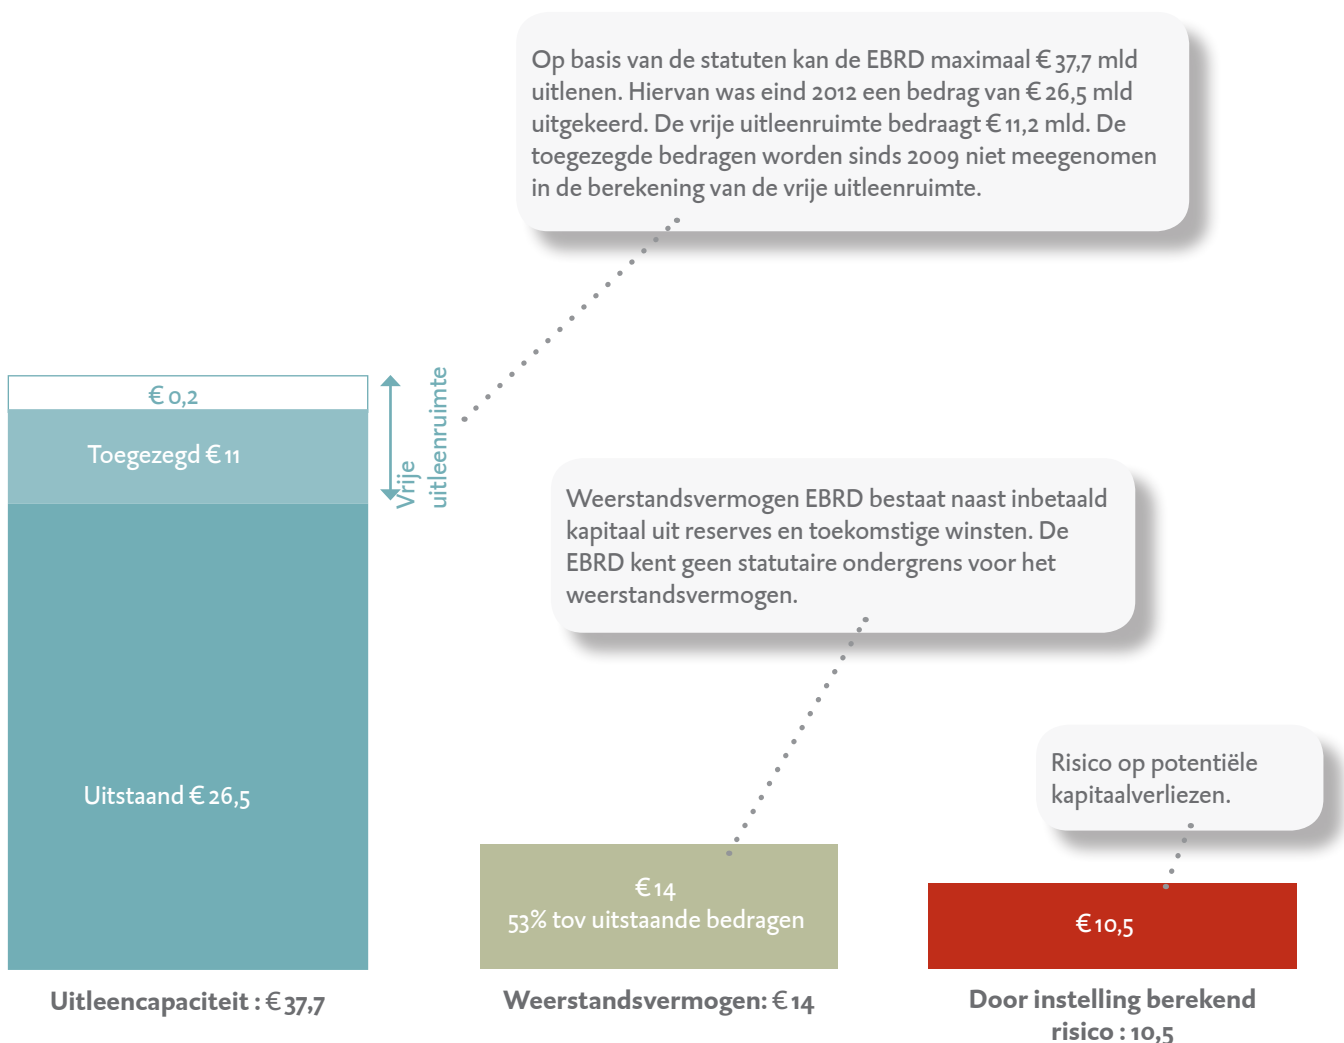 Op basis van de statuten kan de EBRD maximaal € 37,7 mld
uitlenen. Hiervan was eind 2012 een bedrag van € 26,5 mld
uitgekeerd. De vrije uitleenruimte bedraagt € 11,2 mld. De
toegezegde bedragen worden sinds 2009 niet meegenomen
in de berekening van de vrije uitleenruimte.
€ 0,2
Toegezegd € 11
Vrije
uitleenruimte
Weerstandsvermogen EBRD bestaat naast inbetaald
kapitaal uit reserves en toekomstige winsten. De
EBRD kent geen statutaire ondergrens voor het
weerstandsvermogen.
Uitstaand € 26,5
Risico op potentiële
kapitaalverliezen.
€ 14
53% tov uitstaande bedragen
€ 10,5
Uitleencapaciteit : € 37,7
Weerstandsvermogen: € 14
Door instelling berekend
risico : 10,5